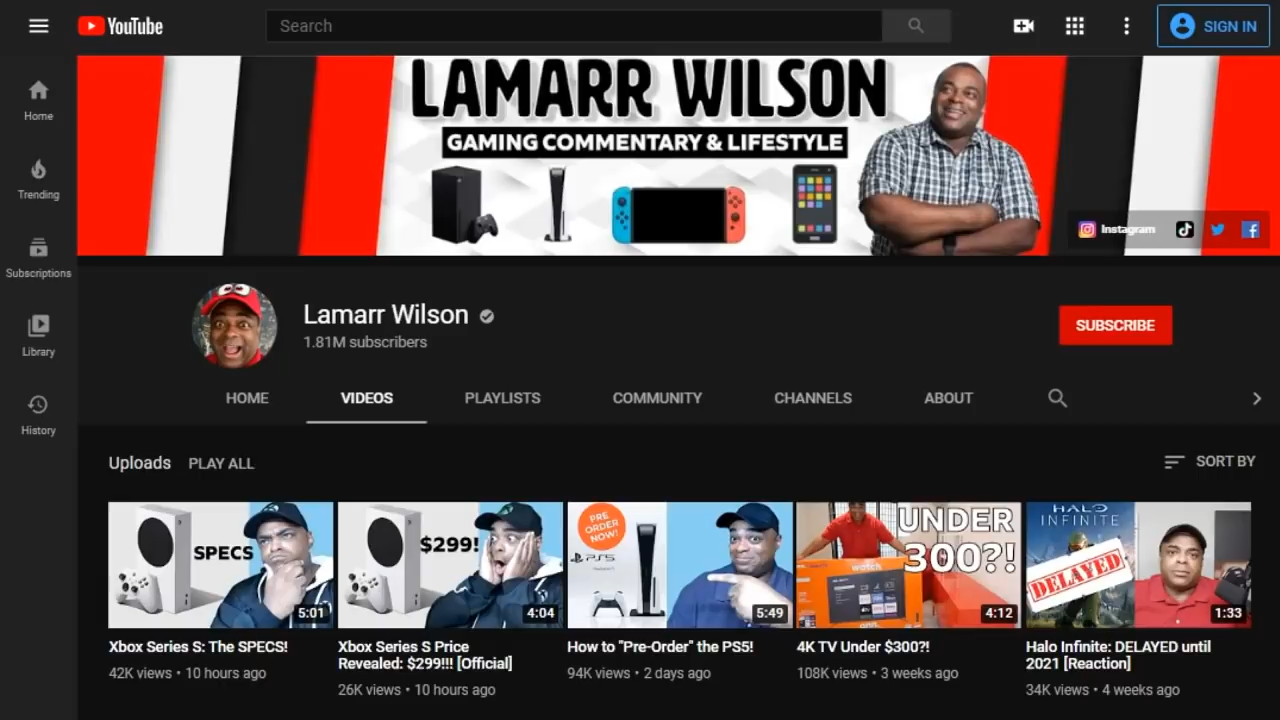 YouTube
Search
SIGN IN
Home
Trending
Subscriptions
Library
History
LAMARR WILSON
GAMING COMMENTARY & LIFESTYLE
Instagram
Lamarr Wilson
1.81M subscribers
SUBSCRIBE
HOME VIDEOS PLAYLISTS COMMUNITY CHANNELS ABOUT
Uploads PLAY ALL
SORT BY
SPECS
5:01
$299!
4:04
PRE
ORDER
NOW!
PS5
5:49
UNDER
300?!
watch
onn.
4:12
HALO
INFINITE
DELAYED
1:33
Xbox Series S: The SPECS!
42K views • 10 hours ago
Xbox Series S Price
Revealed: $299!!! [Official]
26K views • 10 hours ago
How to "Pre-Order" the PS5!
94K views • 2 days ago
4K TV Under $300?!
108K views • 3 weeks ago
Halo Infinite: DELAYED until
2021 [Reaction]
34K views • 4 weeks ago